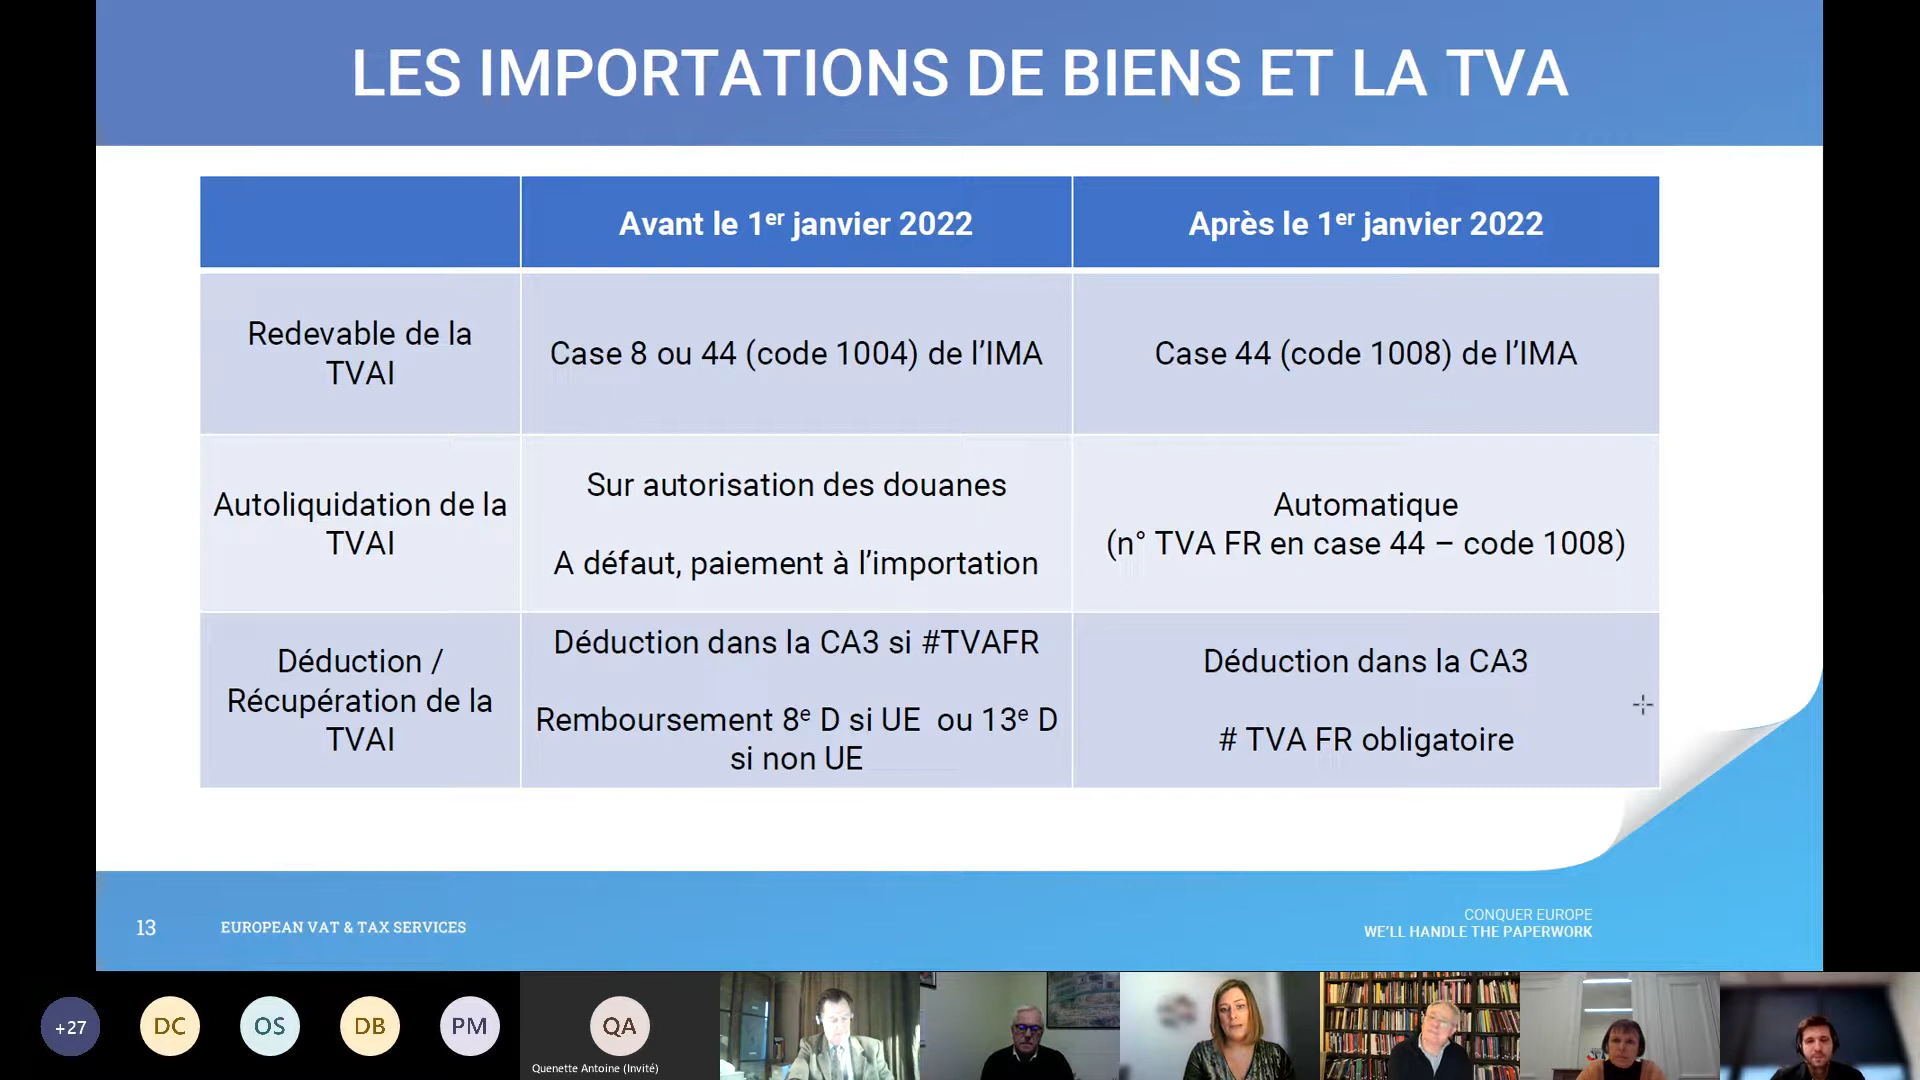 LES IMPORTATIONS DE BIENS ET LA TVA
Avant le 1er janvier 2022
Après le 1er janvier 2022
Redevable de la
TVAI
Case 8 ou 44 (code 1004) de l’IMA
Case 44 (code 1008) de l’IMA
Autoliquidation de la
TVAI
Sur autorisation des douanes
A défaut, paiement à l’importation
Automatique
(n° TVA FR en case 44 – code 1008)
Déduction /
Récupération de la
TVAI
Déduction dans la CA3 si #TVAFR
Remboursement 8e D si UE ou 13e D
si non UE
Déduction dans la CA3
# TVA FR obligatoire
13
EUROPEAN VAT & TAX SERVICES
CONQUER EUROPE
WE’LL HANDLE THE PAPERWORK
+27
DC
OS
DB
PM
QA
Quenette Antoine (Invité)